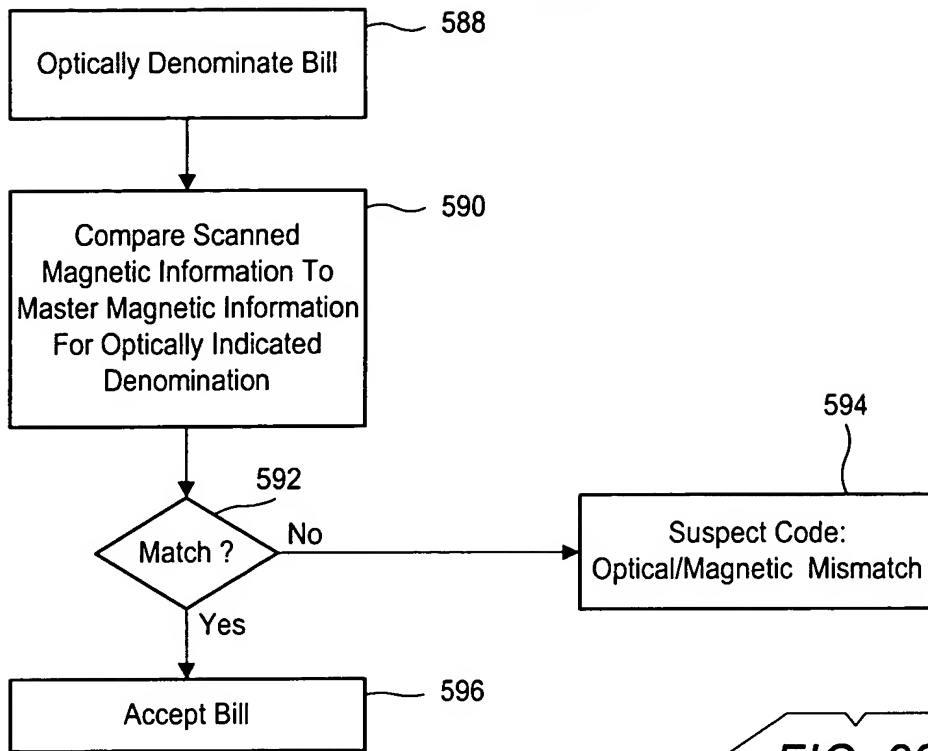 588
Optically Denominate Bill
590
Compare Scanned
Magnetic Information To
Master Magnetic Information
For Optically Indicated
Denomination
592
Match ?
No
594
Suspect Code:
Optical/Magnetic Mismatch
Yes
596
Accept Bill